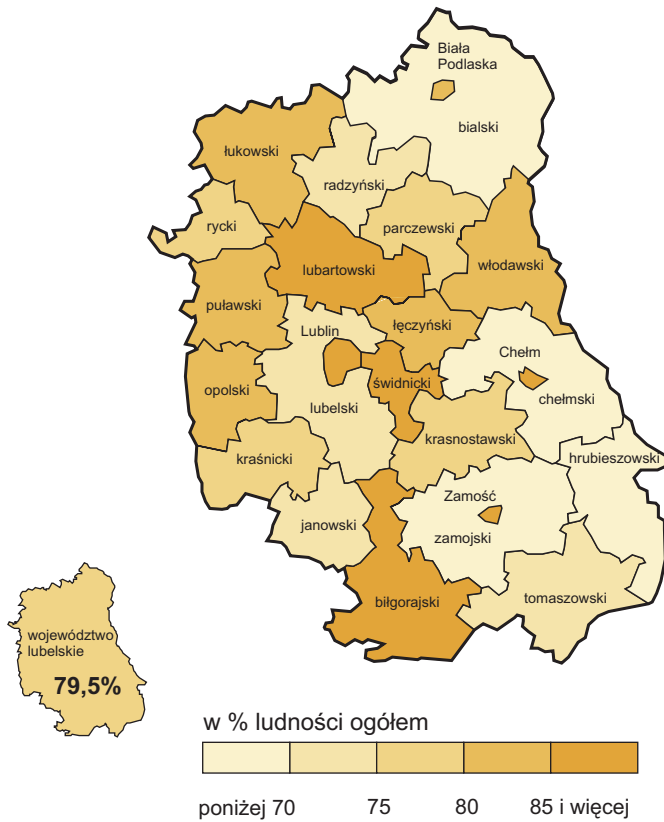 Biała
Podlaska
bialski
łukowski
radzyński
rycki
parczewski
lubartowski
włodawski
puławski
Lublin
łęczyński
Chełm
świdnicki
opolski
chełmski
lubelski
krasnostawski
kraśnicki
hrubieszowski
Zamość
janowski
zamojski
biłgorajski
tomaszowski
województwo
lubelskie
79,5%
w % ludności ogółem
poniżej 70 75 80 85 i więcej